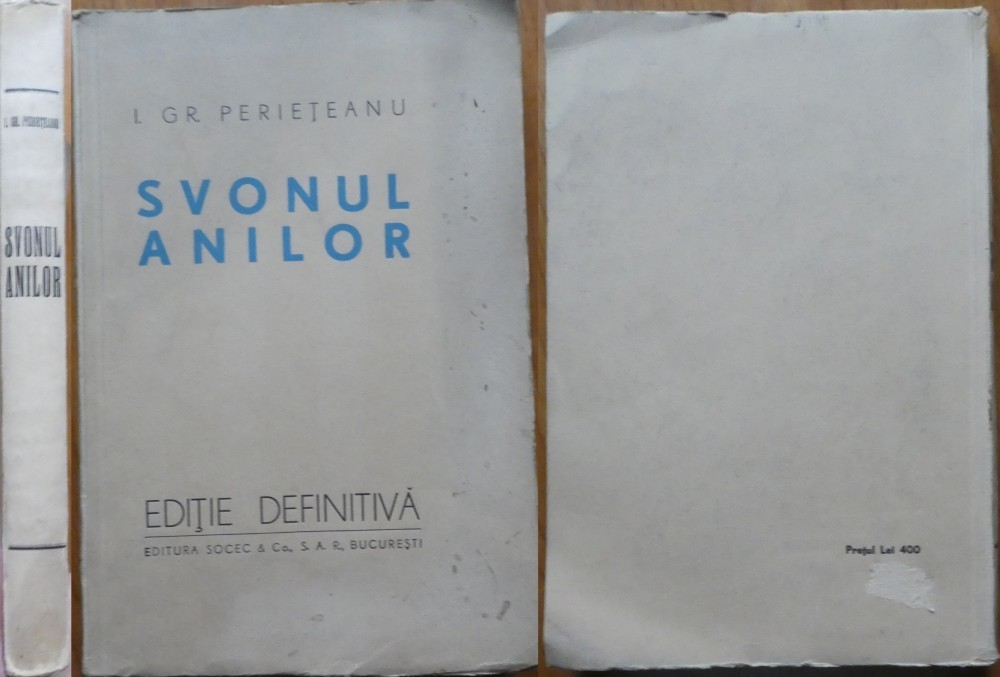 I. GR. PERIEȚEANU
SVONUL
ANILOR
I. GR. PERIEȚEANU
SVONUL
ANILOR
EDIȚIE DEFINITIVĂ
EDITURA SOCEC & Co., S. A. R., BUCUREȘTI
Prețul Lei 400